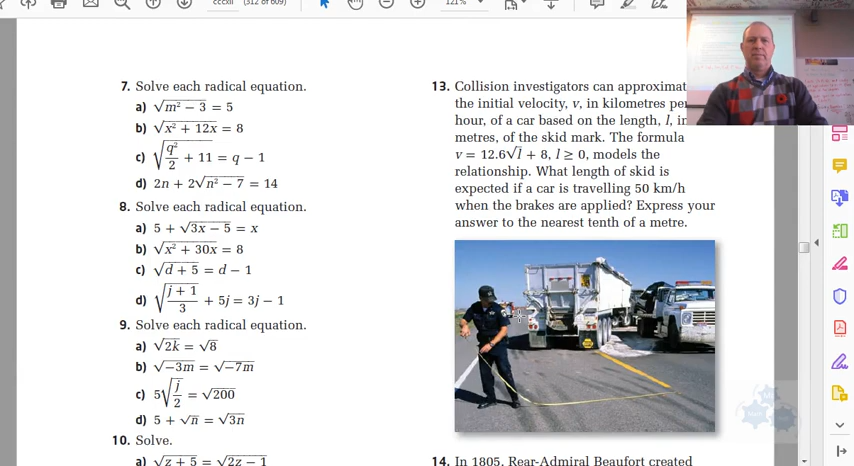 cccxii (312 of 609)
121%
7. Solve each radical equation.
a) √m² − 3 = 5
b) √x² + 12x = 8
c) √q²/2 + 11 = q − 1
d) 2n + 2√n² − 7 = 14
8. Solve each radical equation.
a) 5 + √3x − 5 = x
b) √x² + 30x = 8
c) √d + 5 = d − 1
d) √j + 1/3 + 5j = 3j − 1
9. Solve each radical equation.
a) √2k = √8
b) √−3m = √−7m
c) 5√j/2 = √200
d) 5 + √n = √3n
10. Solve.
a) √z + 5 = √2z − 1
13. Collision investigators can approximat
the initial velocity, v, in kilometres per
hour, of a car based on the length, l, in
metres, of the skid mark. The formula
v = 12.6√l + 8, l ≥ 0, models the
relationship. What length of skid is
expected if a car is travelling 50 km/h
when the brakes are applied? Express your
answer to the nearest tenth of a metre.
14. In 1805, Rear-Admiral Beaufort created